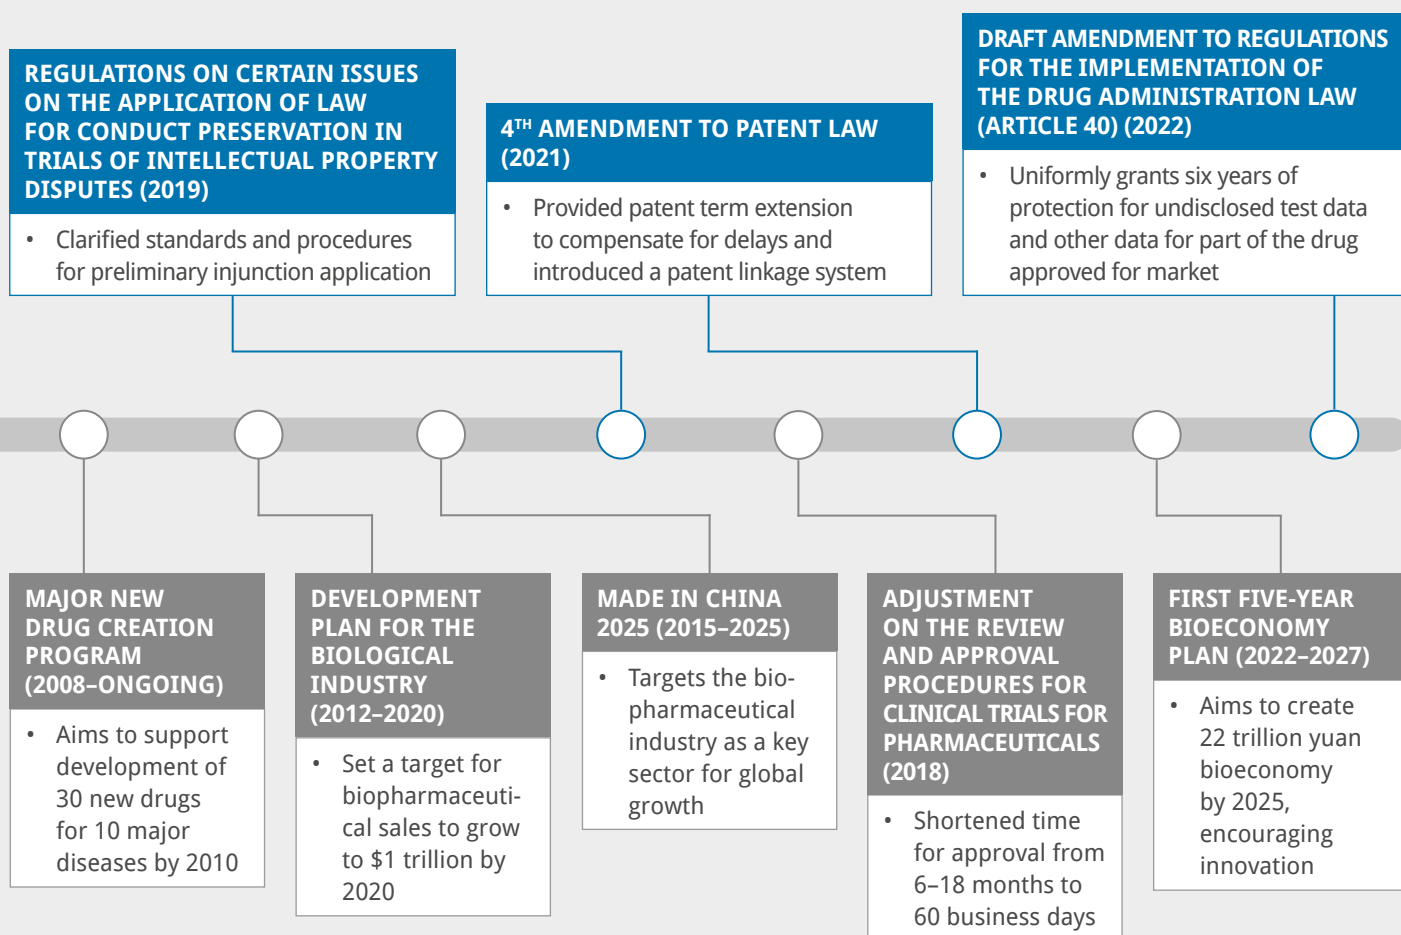 REGULATIONS ON CERTAIN ISSUES
ON THE APPLICATION OF LAW
FOR CONDUCT PRESERVATION IN
TRIALS OF INTELLECTUAL PROPERTY
DISPUTES (2019)
• Clarified standards and procedures
for preliminary injunction application
4TH AMENDMENT TO PATENT LAW
(2021)
• Provided patent term extension
to compensate for delays and
introduced a patent linkage system
DRAFT AMENDMENT TO REGULATIONS
FOR THE IMPLEMENTATION OF
THE DRUG ADMINISTRATION LAW
(ARTICLE 40) (2022)
• Uniformly grants six years of
protection for undisclosed test data
and other data for part of the drug
approved for market
MAJOR NEW
DRUG CREATION
PROGRAM
(2008–ONGOING)
• Aims to support
development of
30 new drugs
for 10 major
diseases by 2010
DEVELOPMENT
PLAN FOR THE
BIOLOGICAL
INDUSTRY
(2012–2020)
• Set a target for
biopharmaceuti-
cal sales to grow
to $1 trillion by
2020
MADE IN CHINA
2025 (2015–2025)
• Targets the bio-
pharmaceutical
industry as a key
sector for global
growth
ADJUSTMENT
ON THE REVIEW
AND APPROVAL
PROCEDURES FOR
CLINICAL TRIALS FOR
PHARMACEUTICALS
(2018)
• Shortened time
for approval from
6–18 months to
60 business days
FIRST FIVE-YEAR
BIOECONOMY
PLAN (2022–2027)
• Aims to create
22 trillion yuan
bioeconomy
by 2025,
encouraging
innovation